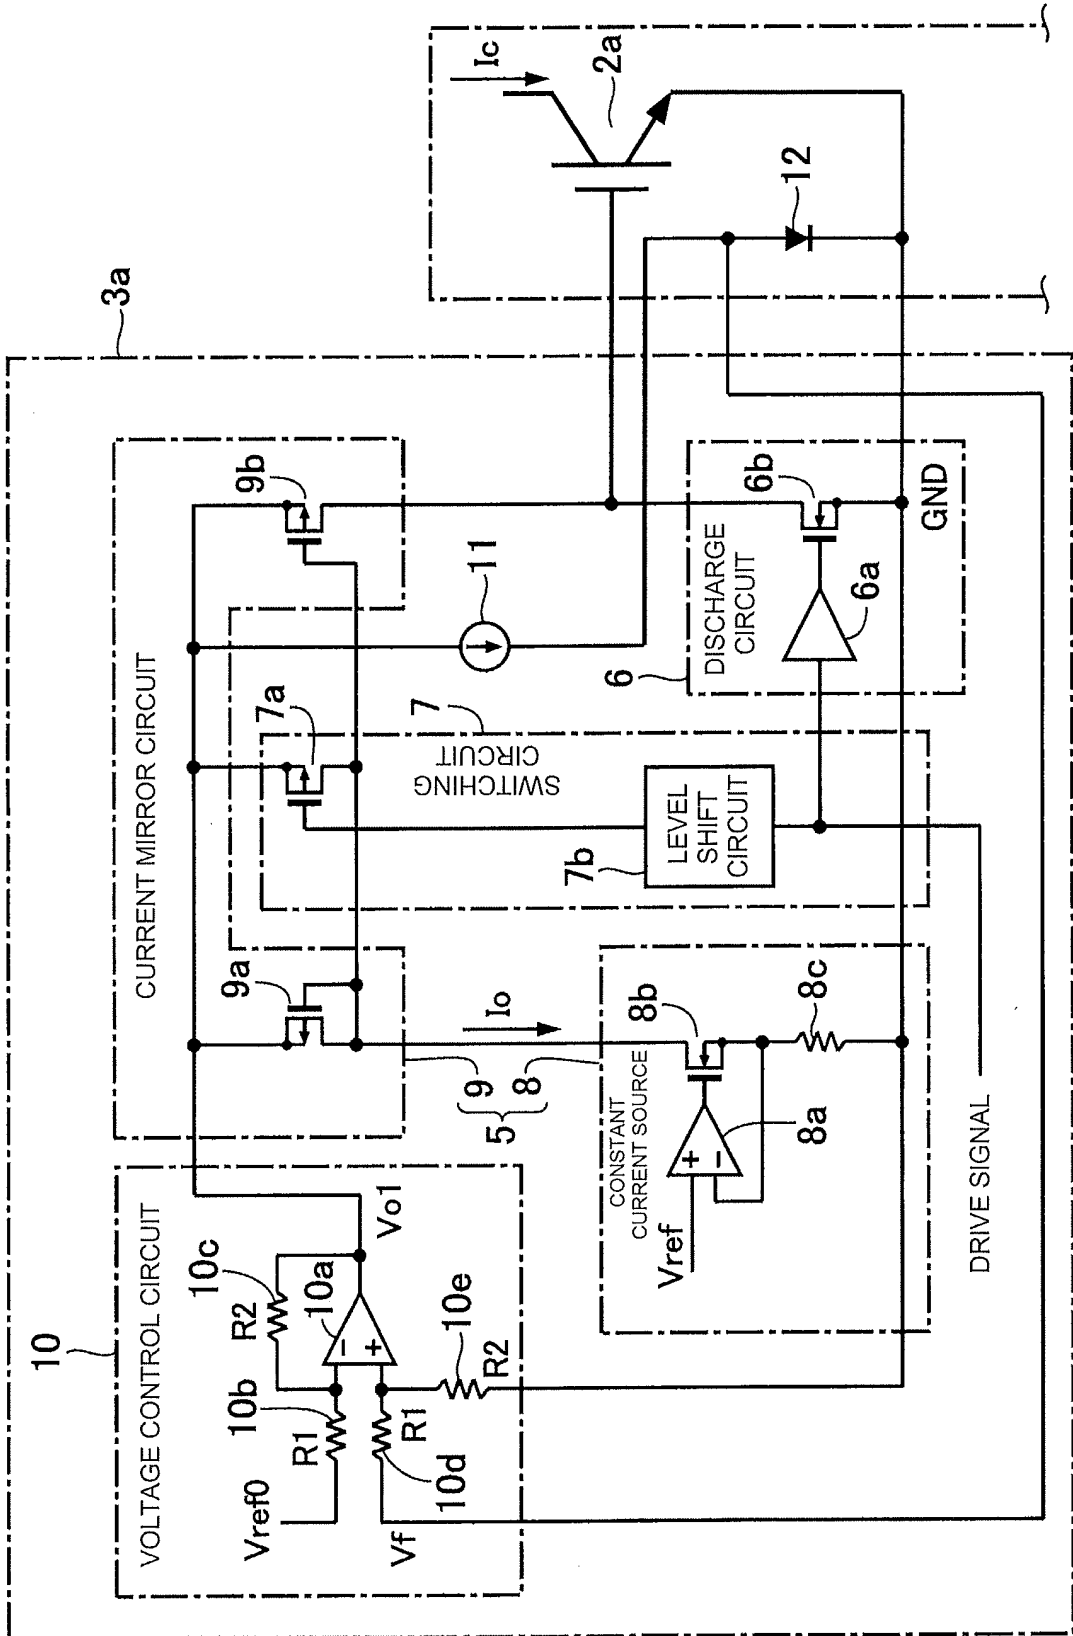 3a
10
VOLTAGE CONTROL CIRCUIT
10c
R2
10a
Vo1
10b
R1
Vref0
10d
R1
Vf
10e
R2
CURRENT MIRROR CIRCUIT
9a
7a
9b
11
Io
9
8
5
7
SWITCHING
CIRCUIT
7b
LEVEL
SHIFT
CIRCUIT
CONSTANT
CURRENT SOURCE
Vref
+
−
8a
8b
8c
−
+
6
DISCHARGE
CIRCUIT
6a
6b
GND
DRIVE SIGNAL
Ic
2a
12